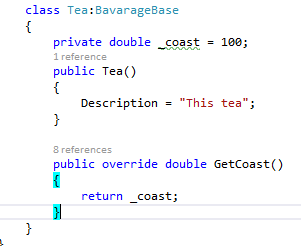 class Tea:BavarageBase
{
private double _coast = 100;
1 reference
public Tea()
{
Description = "This tea";
}
8 references
public override double GetCoast()
{
return _coast;
}
}